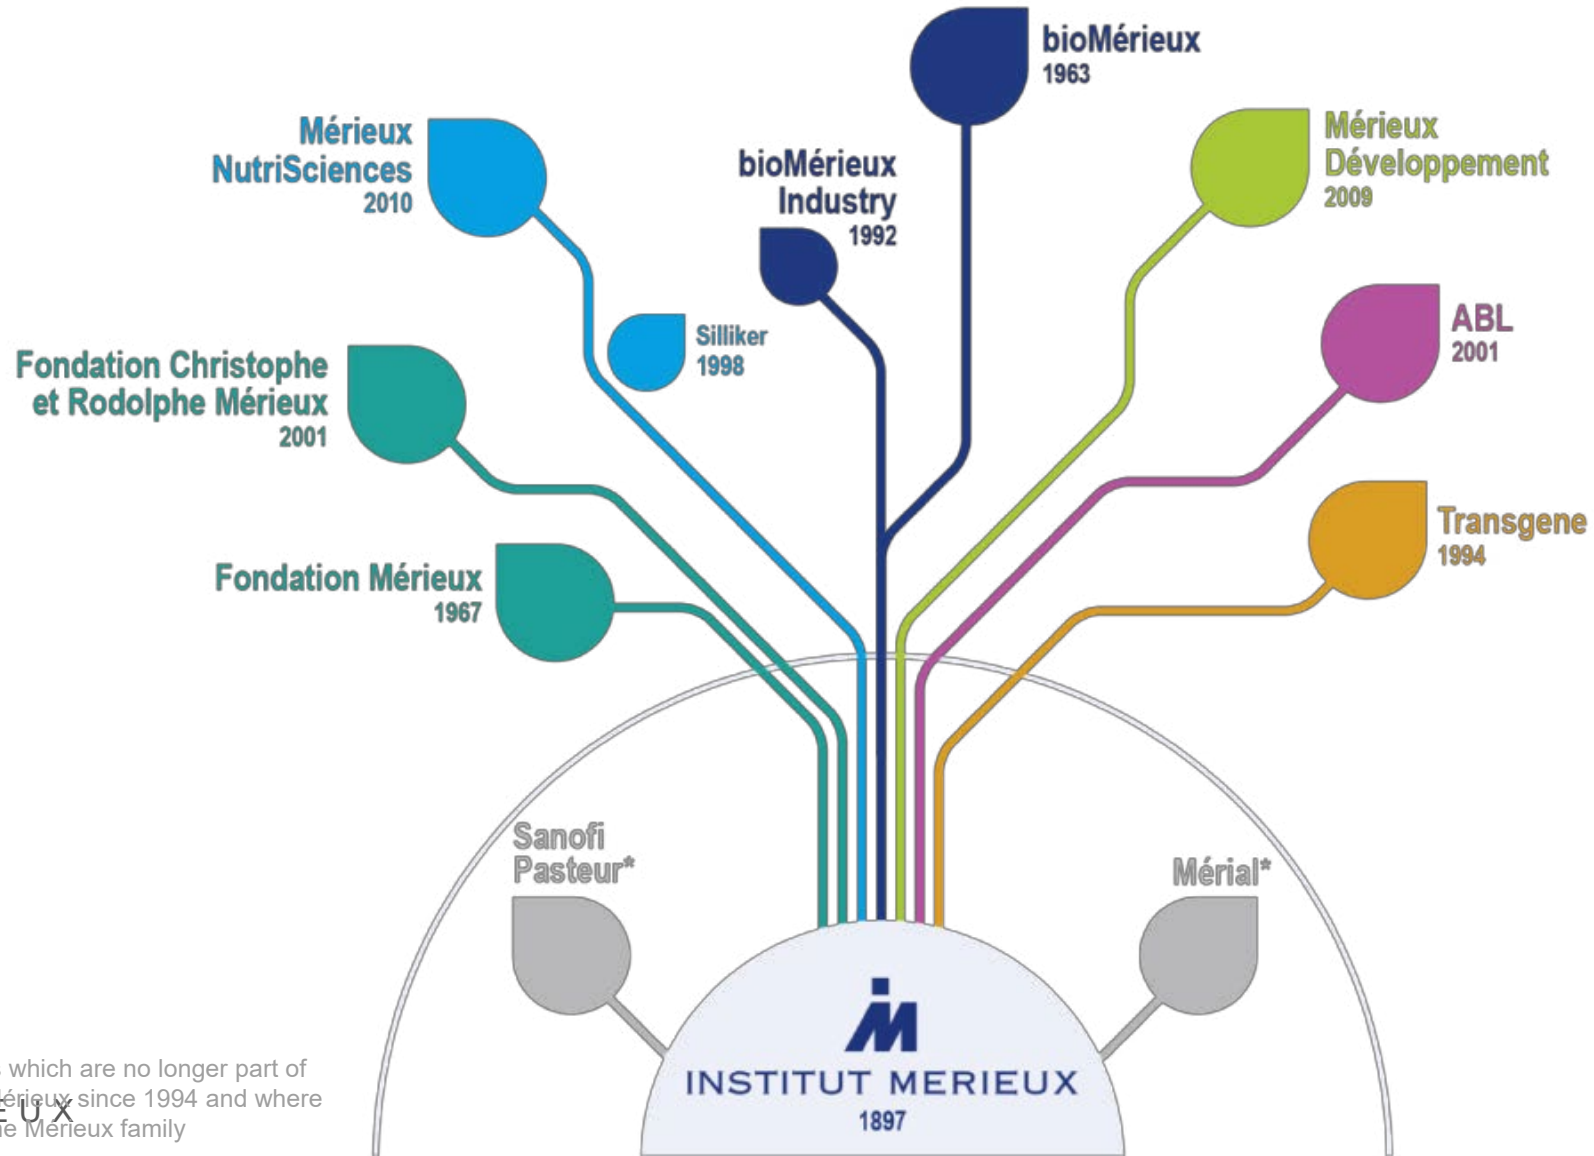 bioMérieux
1963
Mérieux
NutriSciences
2010
bioMérieux
Industry
1992
Mérieux
Développement
2009
Silliker
1998
ABL
2001
Fondation Christophe
et Rodolphe Mérieux
2001
Transgene
1994
Fondation Mérieux
1967
Sanofi
Pasteur*
Mérial*
INSTITUT MERIEUX
1897
which are no longer part of
Mérieux since 1994 and where
E U X
Mérieux family